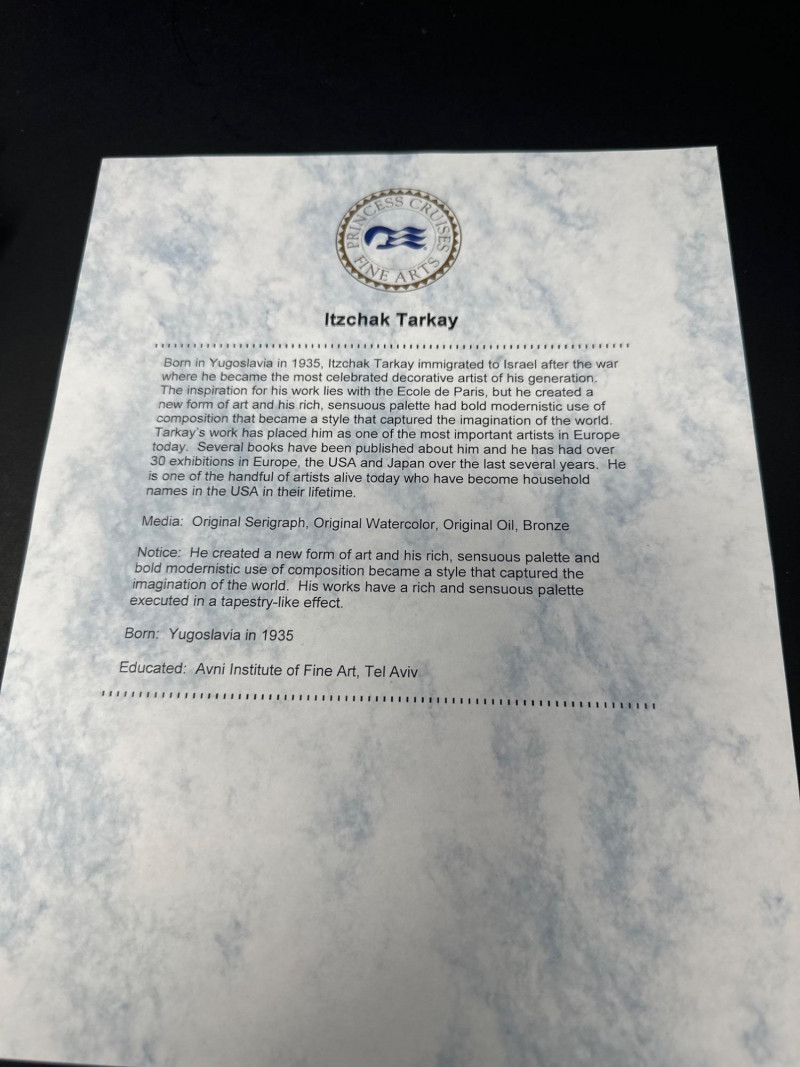 PRINCESS CRUISES
FINE ARTS
Itzchak Tarkay
Born in Yugoslavia in 1935, Itzchak Tarkay immigrated to Israel after the war
where he became the most celebrated decorative artist of his generation.
The inspiration for his work lies with the Ecole de Paris, but he created a
new form of art and his rich, sensuous palette had bold modernistic use of
composition that became a style that captured the imagination of the world.
Tarkay's work has placed him as one of the most important artists in Europe
today. Several books have been published about him and he has had over
30 exhibitions in Europe, the USA and Japan over the last several years. He
is one of the handful of artists alive today who have become household
names in the USA in their lifetime.
Media: Original Serigraph, Original Watercolor, Original Oil, Bronze
Notice: He created a new form of art and his rich, sensuous palette and
bold modernistic use of composition became a style that captured the
imagination of the world. His works have a rich and sensuous palette
executed in a tapestry-like effect.
Born: Yugoslavia in 1935
Educated: Avni Institute of Fine Art, Tel Aviv